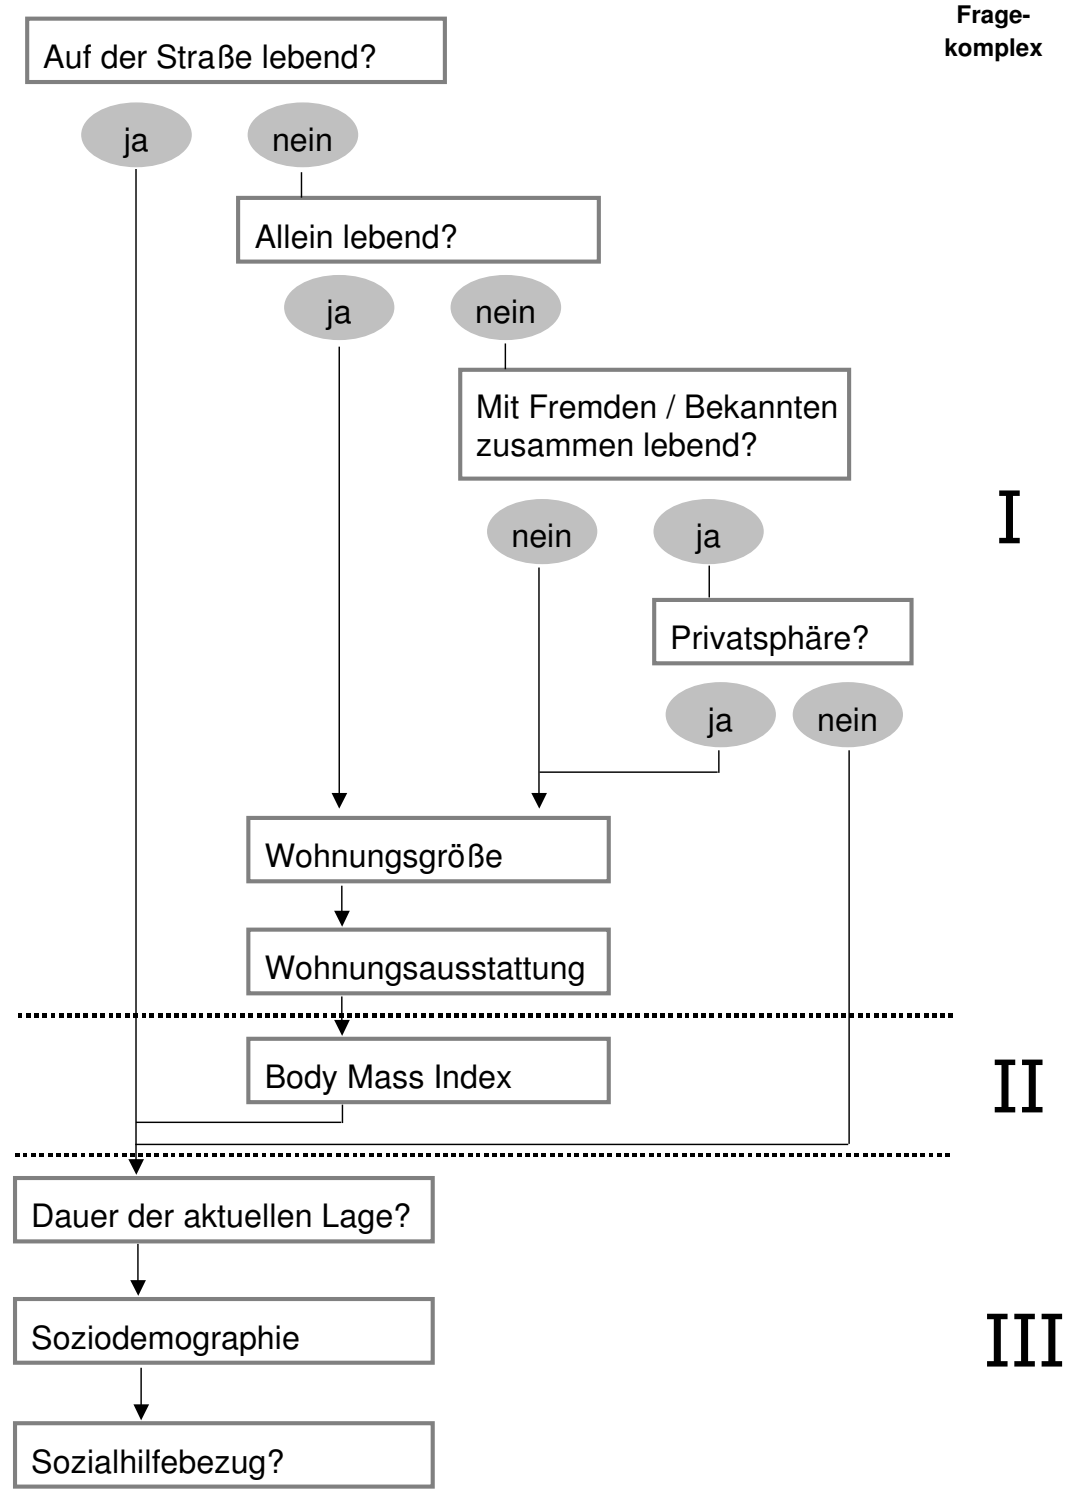 Frage-
komplex
Auf der Straße lebend?
ja
nein
Allein lebend?
ja
nein
Mit Fremden / Bekannten
zusammen lebend?
I
nein
ja
Privatsphäre?
ja
nein
Wohnungsgröße
Wohnungsausstattung
Body Mass Index
II
Dauer der aktuellen Lage?
Soziodemographie
III
Sozialhilfebezug?